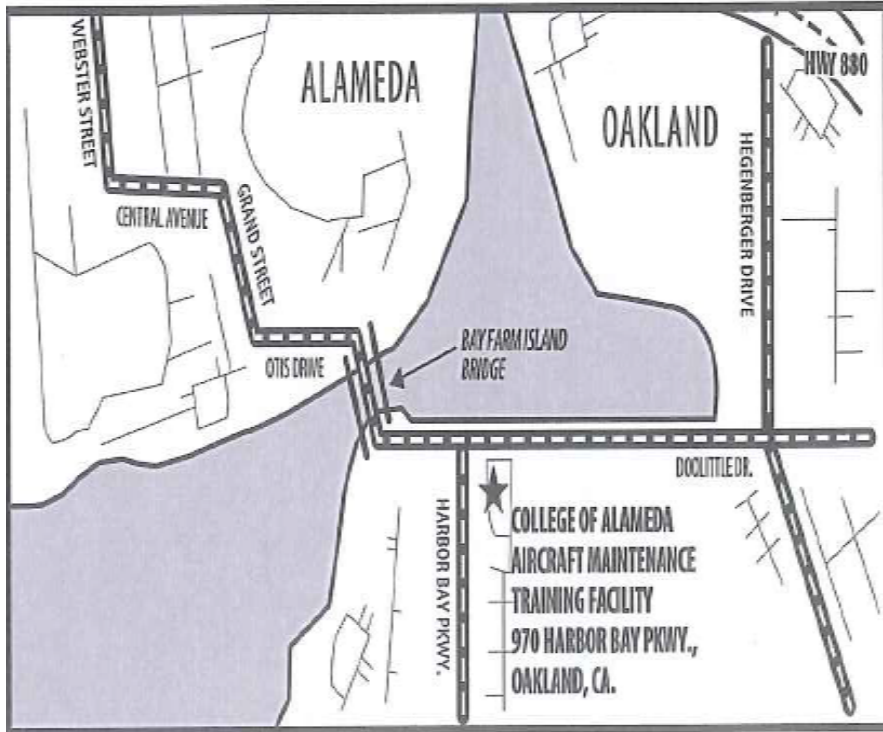 WEBSTER STREET
ALAMEDA
HWY 880
OAKLAND
HEGENBERGER DRIVE
CENTRAL AVENUE
GRAND STREET
OTIS DRIVE
BAY FARM ISLAND
BRIDGE
DOOLITTLE DR.
HARBOR BAY PKWY.
COLLEGE OF ALAMEDA
AIRCRAFT MAINTENANCE
TRAINING FACILITY
970 HARBOR BAY PKWY.,
OAKLAND, CA.